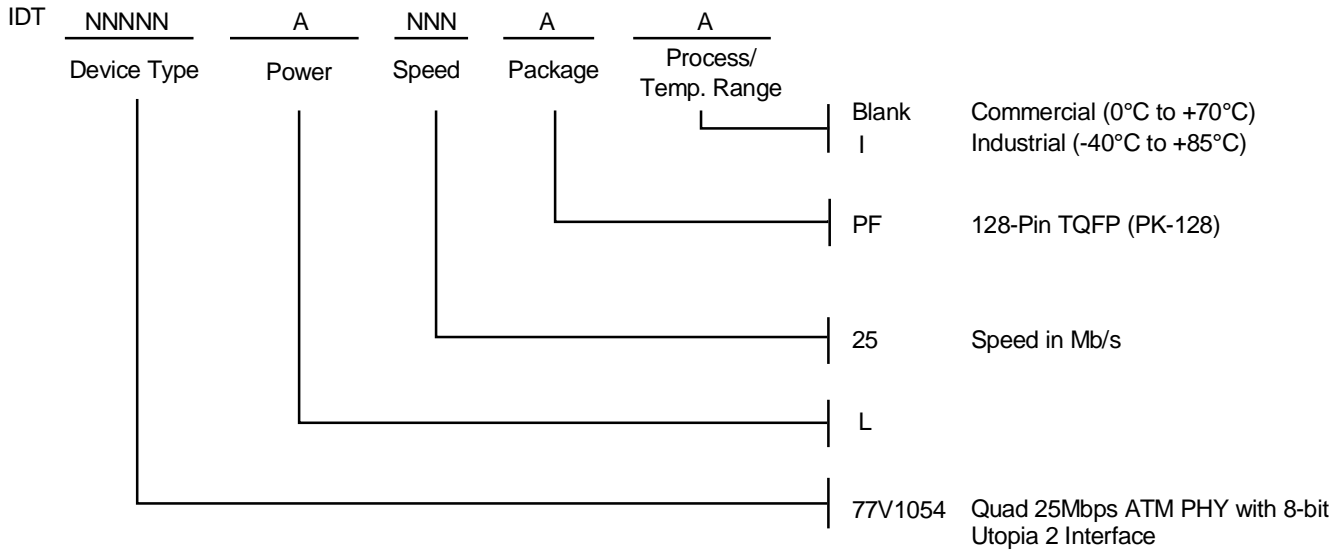 IDT NNNNN A NNN A A
Device Type Power Speed Package Process/
Temp. Range
Blank Commercial (0°C to +70°C)
I Industrial (-40°C to +85°C)
PF 128-Pin TQFP (PK-128)
25 Speed in Mb/s
L
77V1054 Quad 25Mbps ATM PHY with 8-bit
Utopia 2 Interface